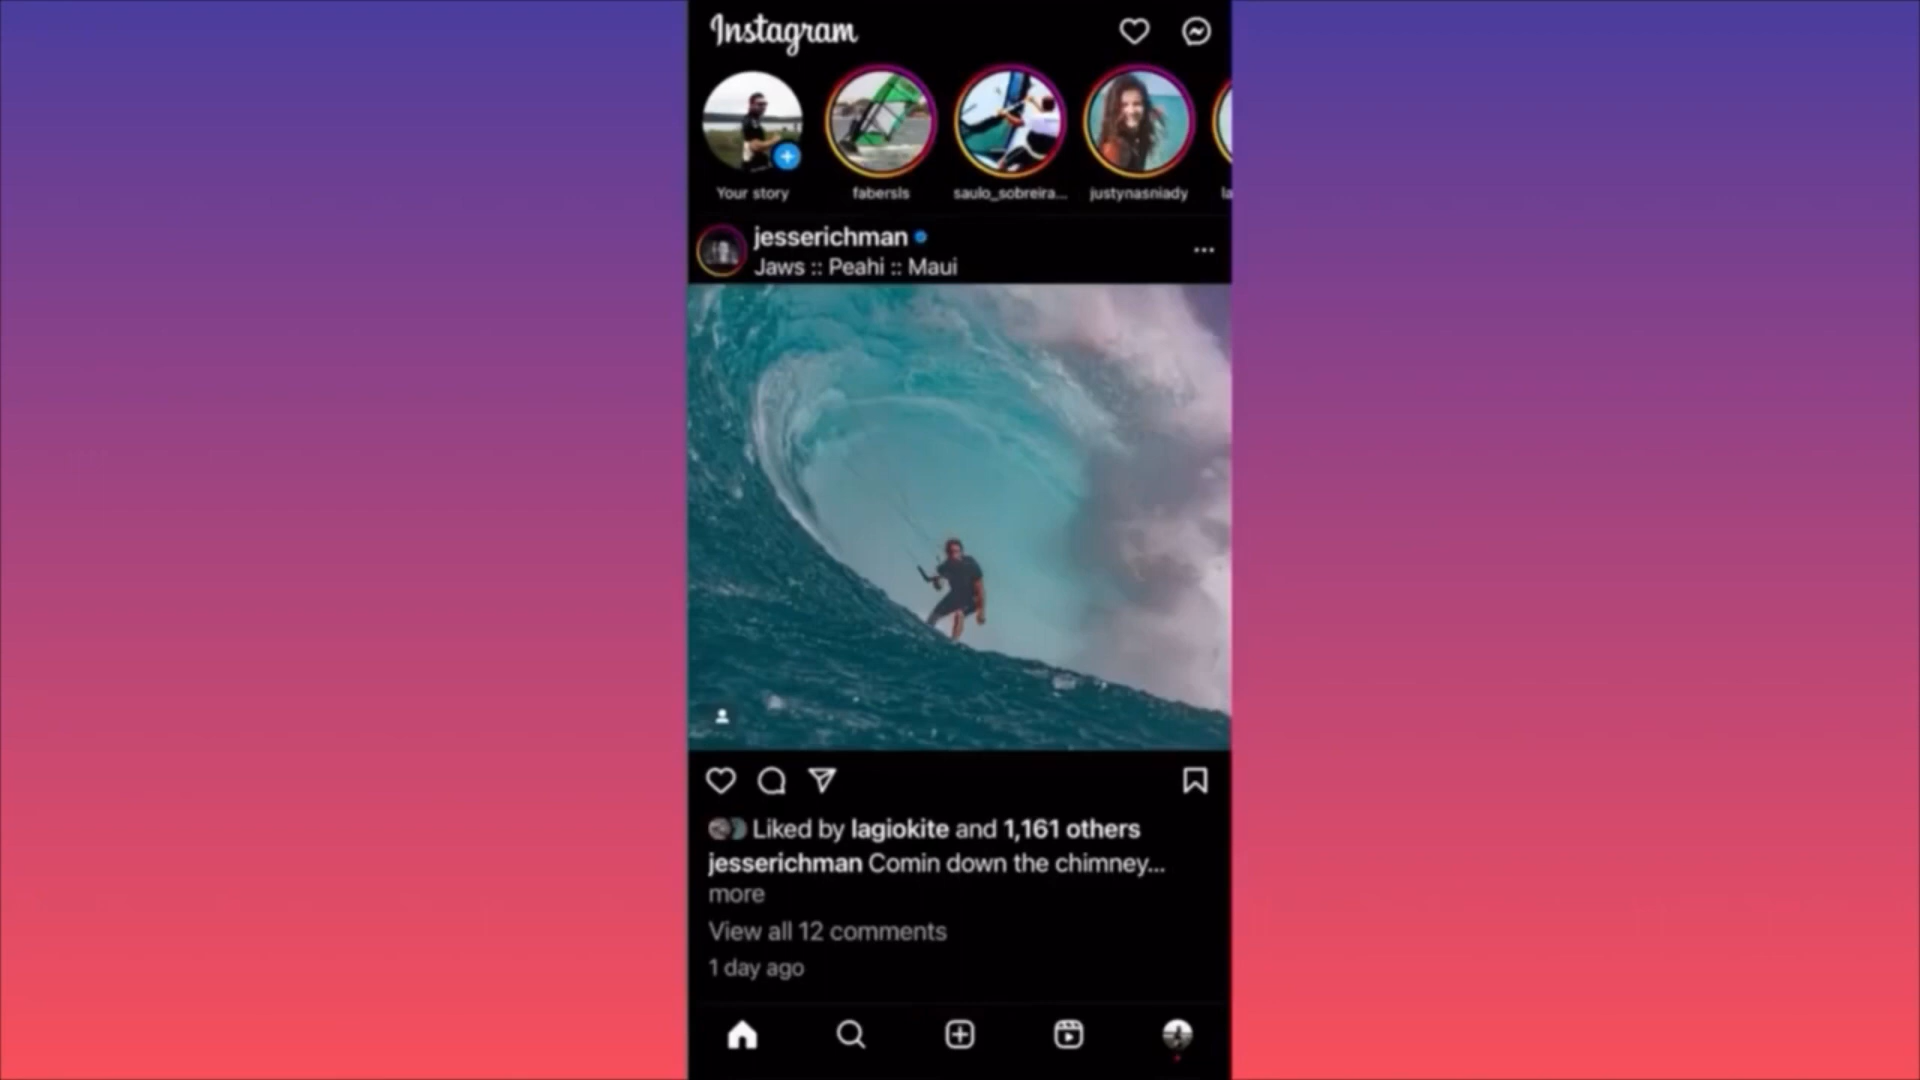 Instagram
Your story
fabersls
saulo_sobreira...
justynasniady
la
jesserichman
Jaws :: Peahi :: Maui
Liked by lagiokite and 1,161 others
jesserichman Comin down the chimney...
more
View all 12 comments
1 day ago